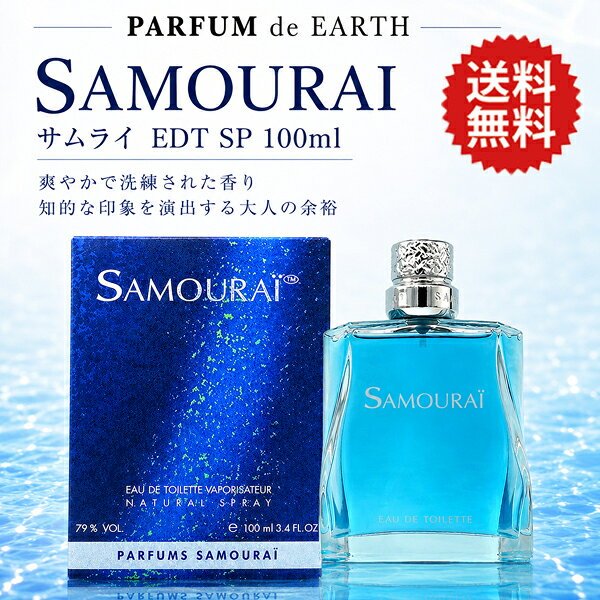 PARFUM de EARTH
SAMOURAI
送料
無料
サムライ EDT SP 100ml
爽やかで洗練された香り
知的な印象を演出する大人の余裕
SAMOURAÏ™
SAMOURAÏ
EAU DE TOILETTE VAPORISATEUR
NATURAL SPRAY
79% VOL.
e 100 ml 3.4 FL.OZ
EAU DE TOILETTE
PARFUMS SAMOURAÏ